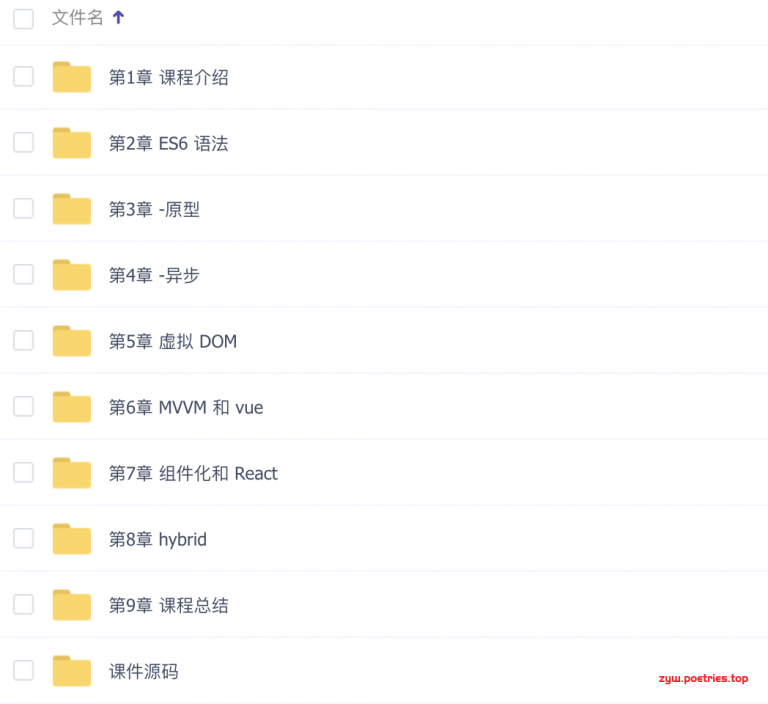 文件名
第1章 课程介绍
第2章 ES6 语法
第3章 -原型
第4章 -异步
第5章 虚拟 DOM
第6章 MVVM 和 vue
第7章 组件化和 React
第8章 hybrid
第9章 课程总结
课件源码
zyw.poetries.top